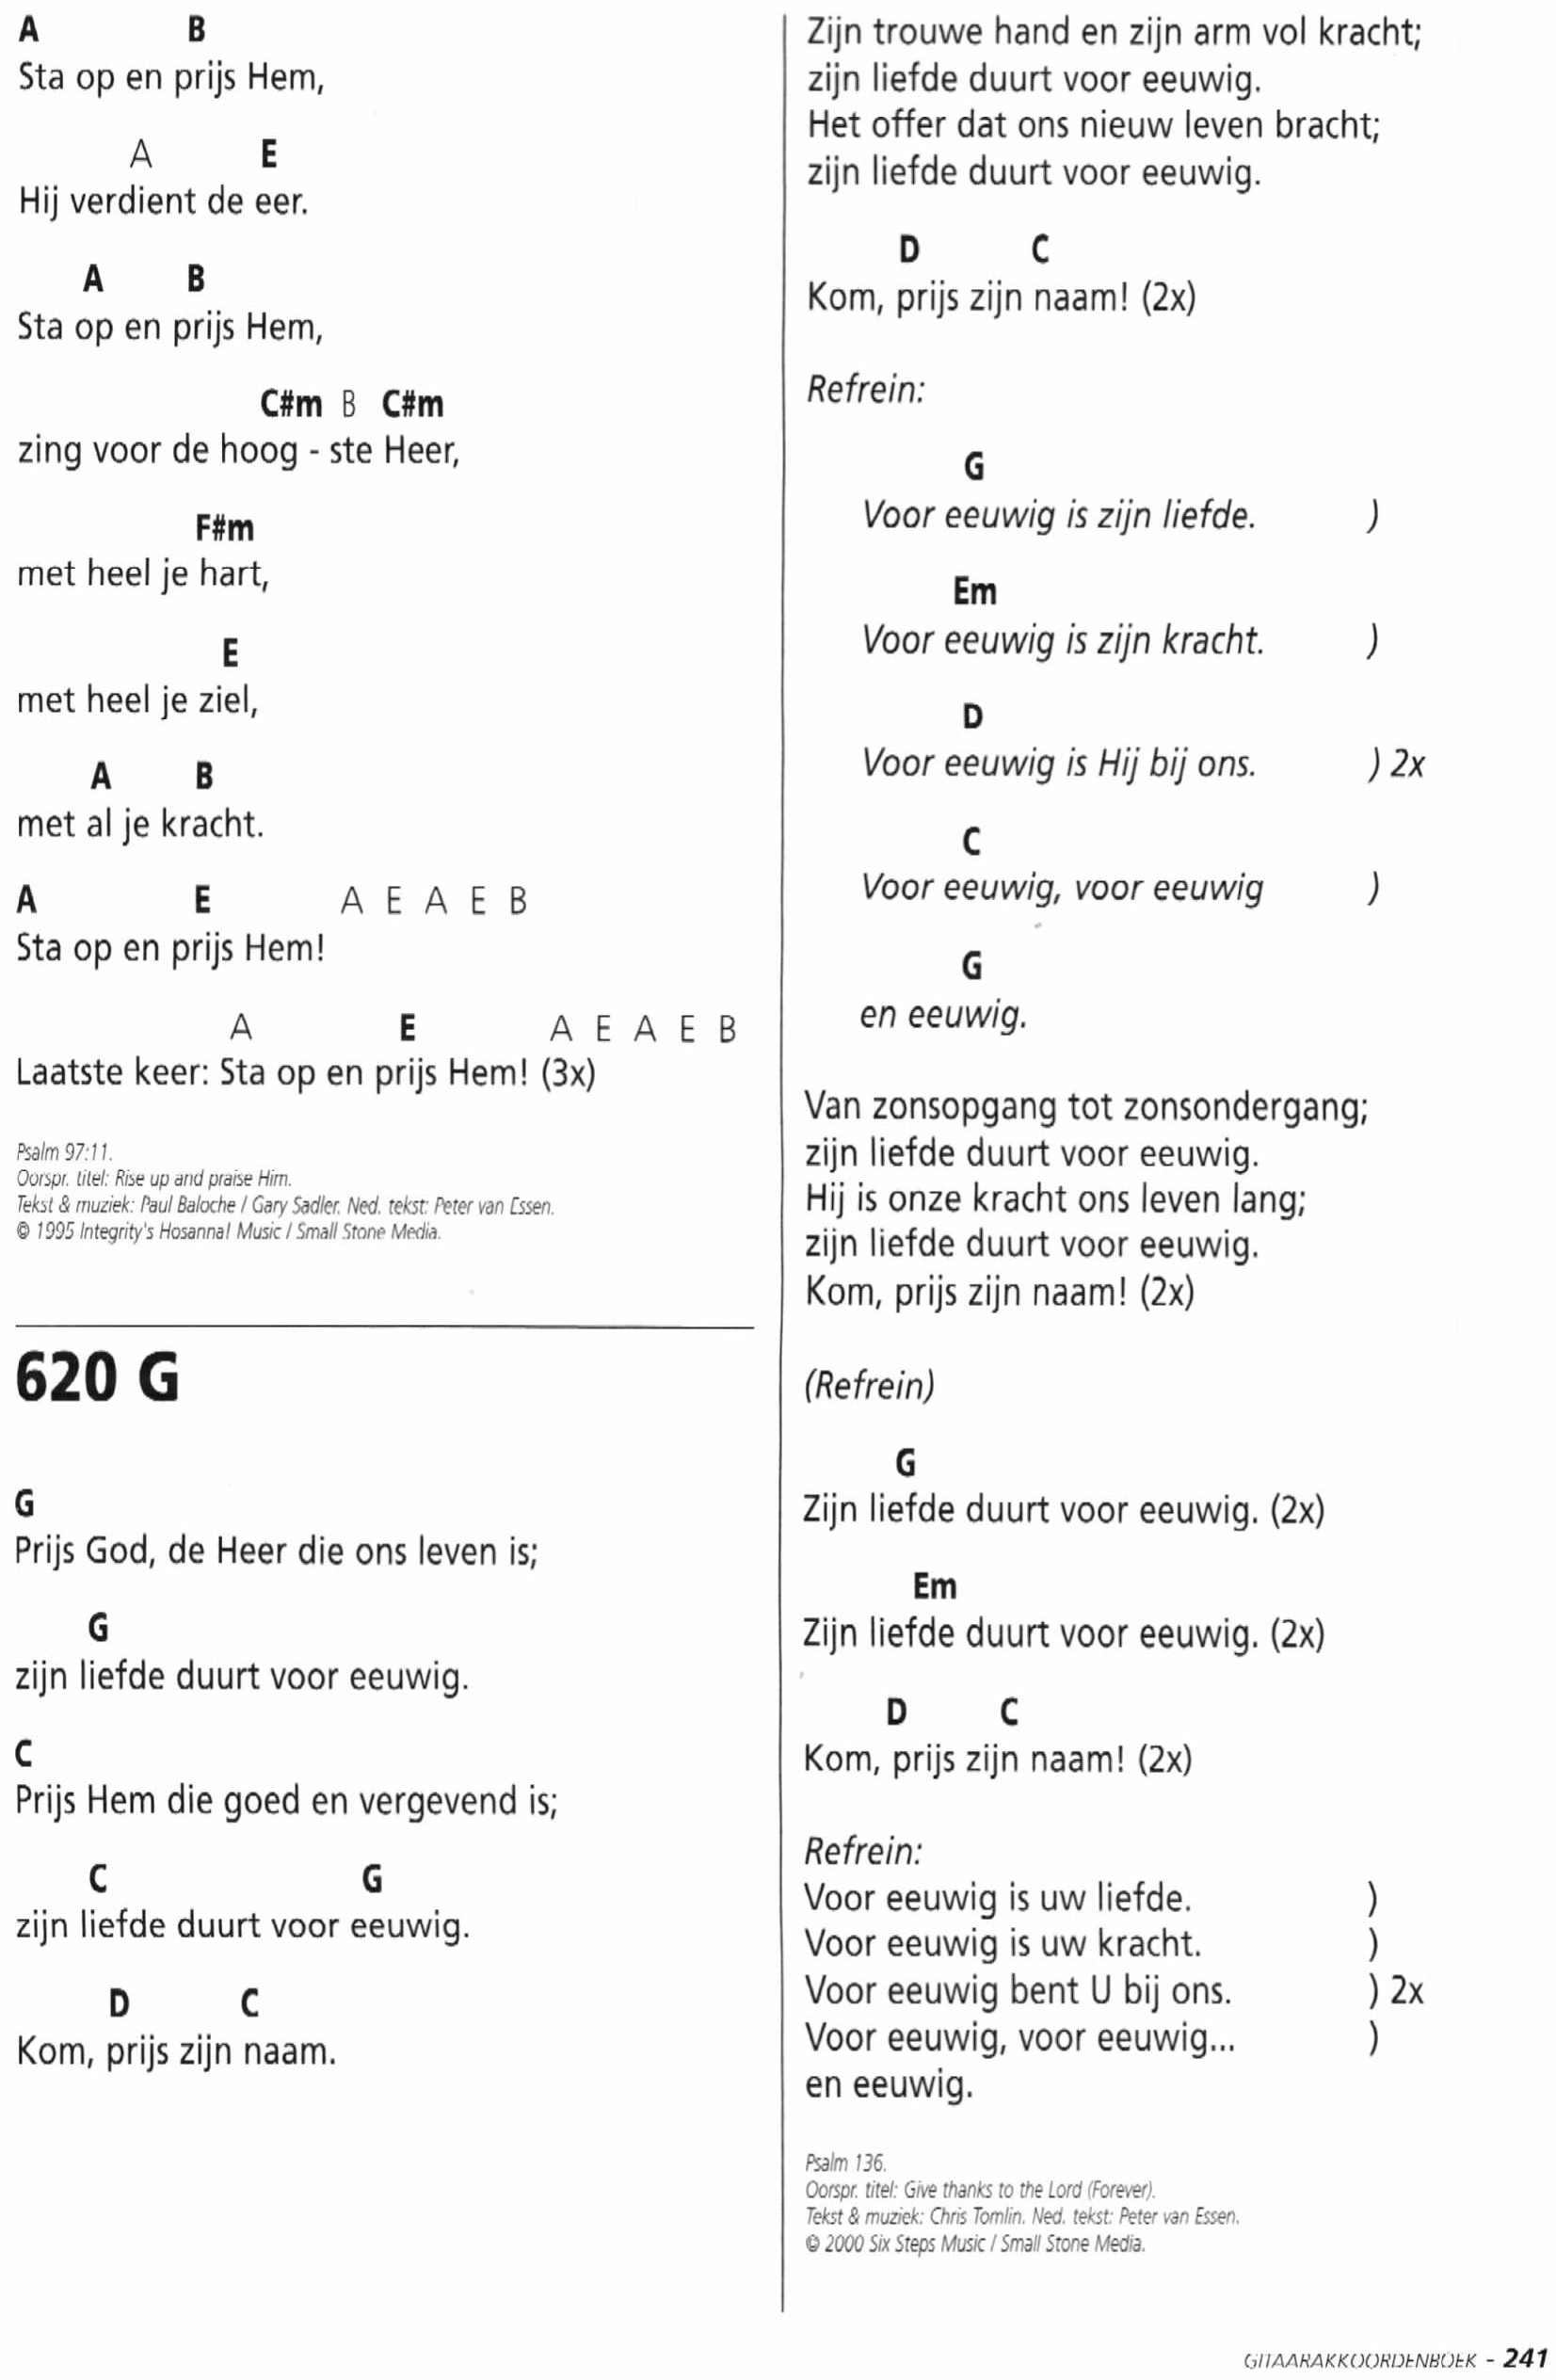 A B
Sta op en prijs Hem,
A E
Hij verdient de eer.
A B
Sta op en prijs Hem,
C#m B C#m
zing voor de hoog - ste Heer,
F#m
met heel je hart,
E
met heel je ziel,
A B
met al je kracht.
A E A E A E B
Sta op en prijs Hem!
A E A E A E B
Laatste keer: Sta op en prijs Hem! (3x)
Psalm 97:11.
Oorspr. titel: Rise up and praise Him.
Tekst & muziek: Paul Baloche / Gary Sadler. Ned. tekst: Peter van Essen.
© 1995 Integrity's Hosanna! Music / Small Stone Media.
620 G
G
Prijs God, de Heer die ons leven is;
G
zijn liefde duurt voor eeuwig.
C
Prijs Hem die goed en vergevend is;
C G
zijn liefde duurt voor eeuwig.
D C
Kom, prijs zijn naam.
Zijn trouwe hand en zijn arm vol kracht;
zijn liefde duurt voor eeuwig.
Het offer dat ons nieuw leven bracht;
zijn liefde duurt voor eeuwig.
D C
Kom, prijs zijn naam! (2x)
Refrein:
G
Voor eeuwig is zijn liefde. )
Em
Voor eeuwig is zijn kracht. )
D
Voor eeuwig is Hij bij ons. ) 2x
C
Voor eeuwig, voor eeuwig )
G
en eeuwig.
Van zonsopgang tot zonsondergang;
zijn liefde duurt voor eeuwig.
Hij is onze kracht ons leven lang;
zijn liefde duurt voor eeuwig.
Kom, prijs zijn naam! (2x)
(Refrein)
G
Zijn liefde duurt voor eeuwig. (2x)
Em
Zijn liefde duurt voor eeuwig. (2x)
D C
Kom, prijs zijn naam! (2x)
Refrein:
Voor eeuwig is uw liefde. )
Voor eeuwig is uw kracht. )
Voor eeuwig bent U bij ons. ) 2x
Voor eeuwig, voor eeuwig... )
en eeuwig.
Psalm 136.
Oorspr. titel: Give thanks to the Lord (Forever).
Tekst & muziek: Chris Tomlin. Ned. tekst: Peter van Essen.
© 2000 Six Steps Music / Small Stone Media.
GITAARAKKOORDENBOEK - 241